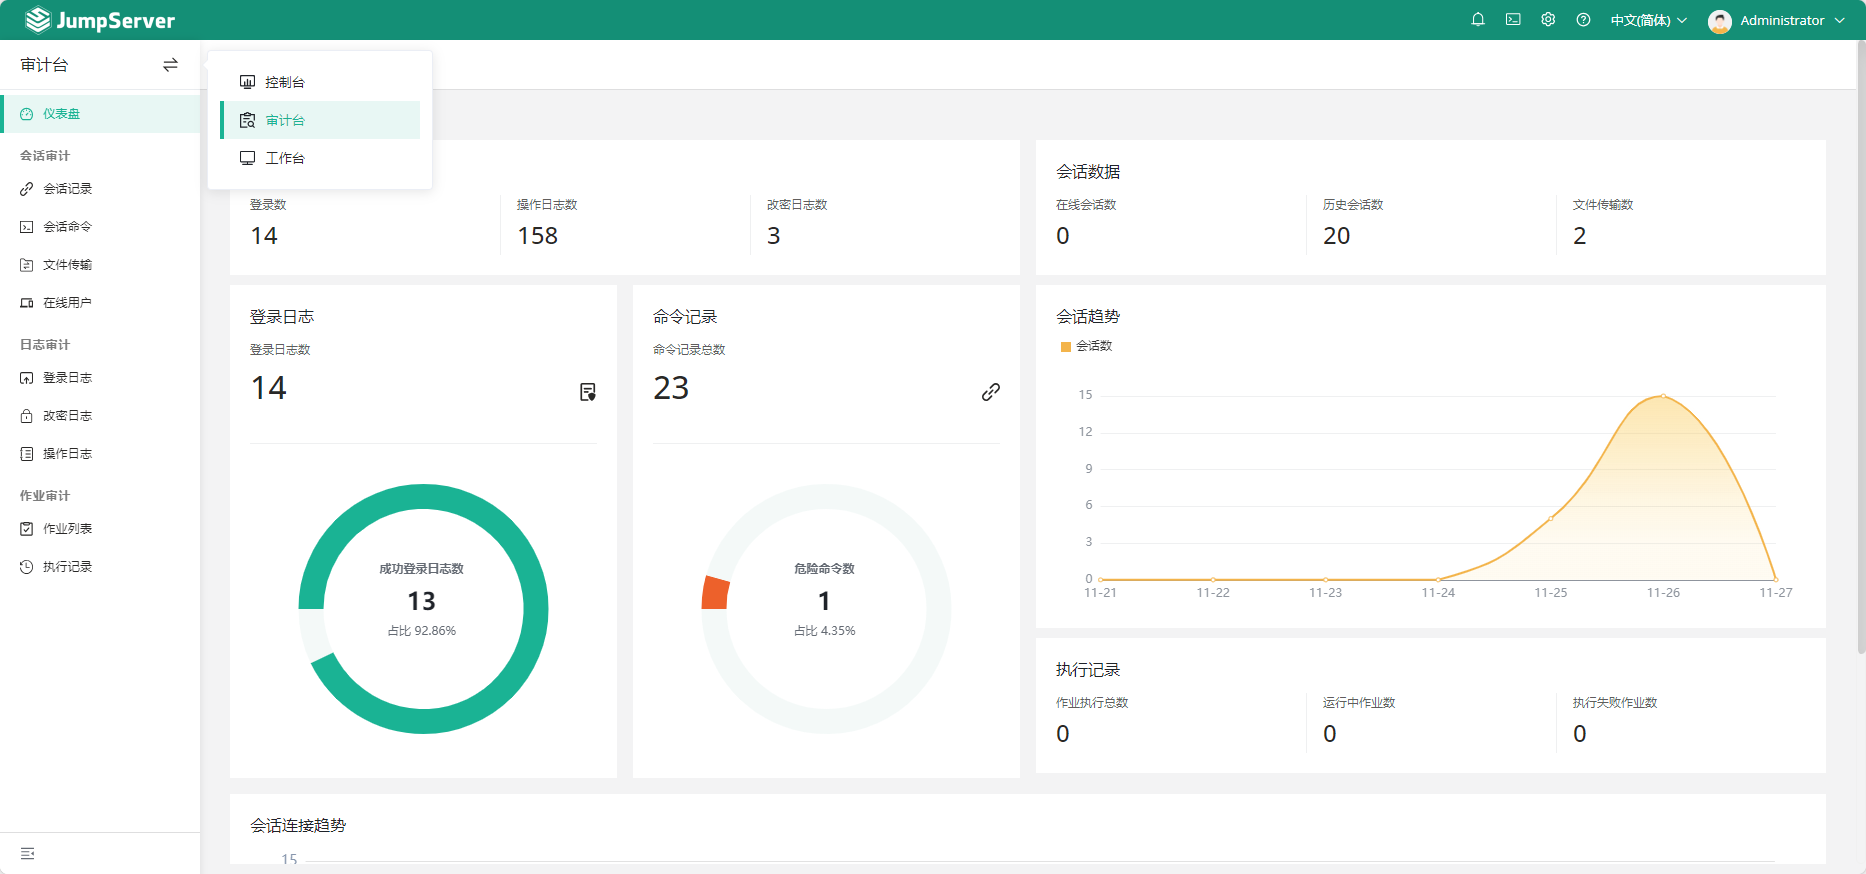 JumpServer
中文(简体)
Administrator
审计台
仪表盘
会话审计
会话记录
会话命令
文件传输
在线用户
日志审计
登录日志
改密日志
操作日志
作业审计
作业列表
执行记录
控制台
审计台
工作台
登录数
14
操作日志数
158
改密日志数
3
会话数据
在线会话数
0
历史会话数
20
文件传输数
2
登录日志
登录日志数
14
成功登录日志数
13
占比 92.86%
命令记录
命令记录总数
23
危险命令数
1
占比 4.35%
会话趋势
会话数
15
12
9
6
3
0
11-21
11-22
11-23
11-24
11-25
11-26
11-27
执行记录
作业执行总数
0
运行中作业数
0
执行失败作业数
0
会话连接趋势
15